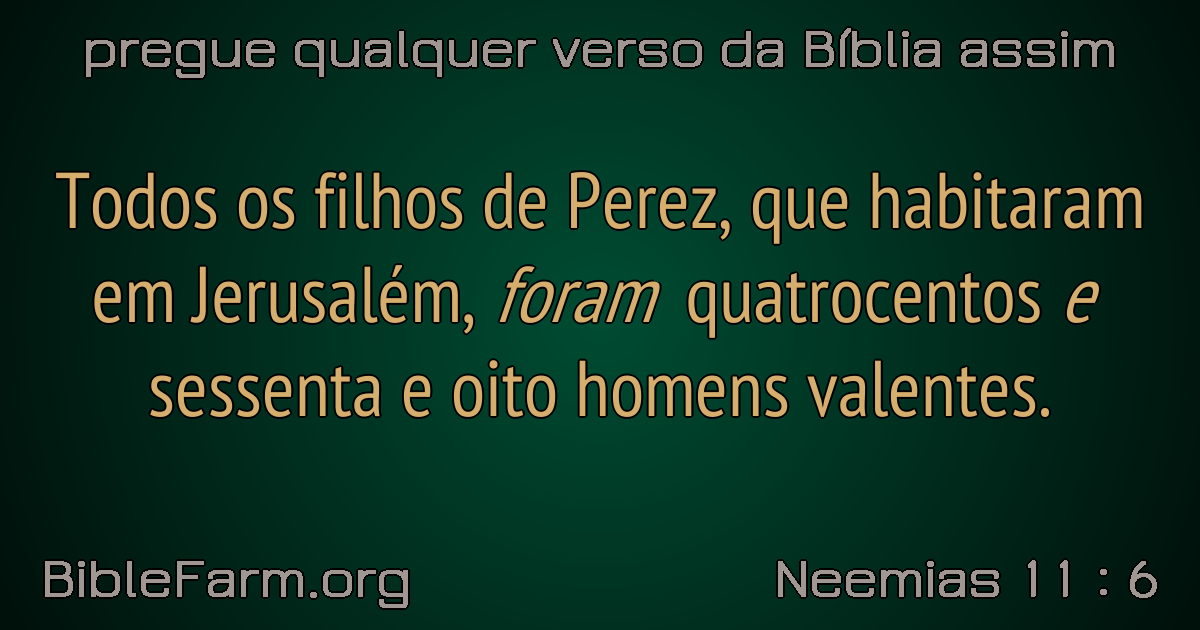 pregue qualquer verso da Bíblia assim
Todos os filhos de Perez, que habitaram
em Jerusalém, foram quatrocentos e
sessenta e oito homens valentes.
BibleFarm.org
Neemias 11 : 6